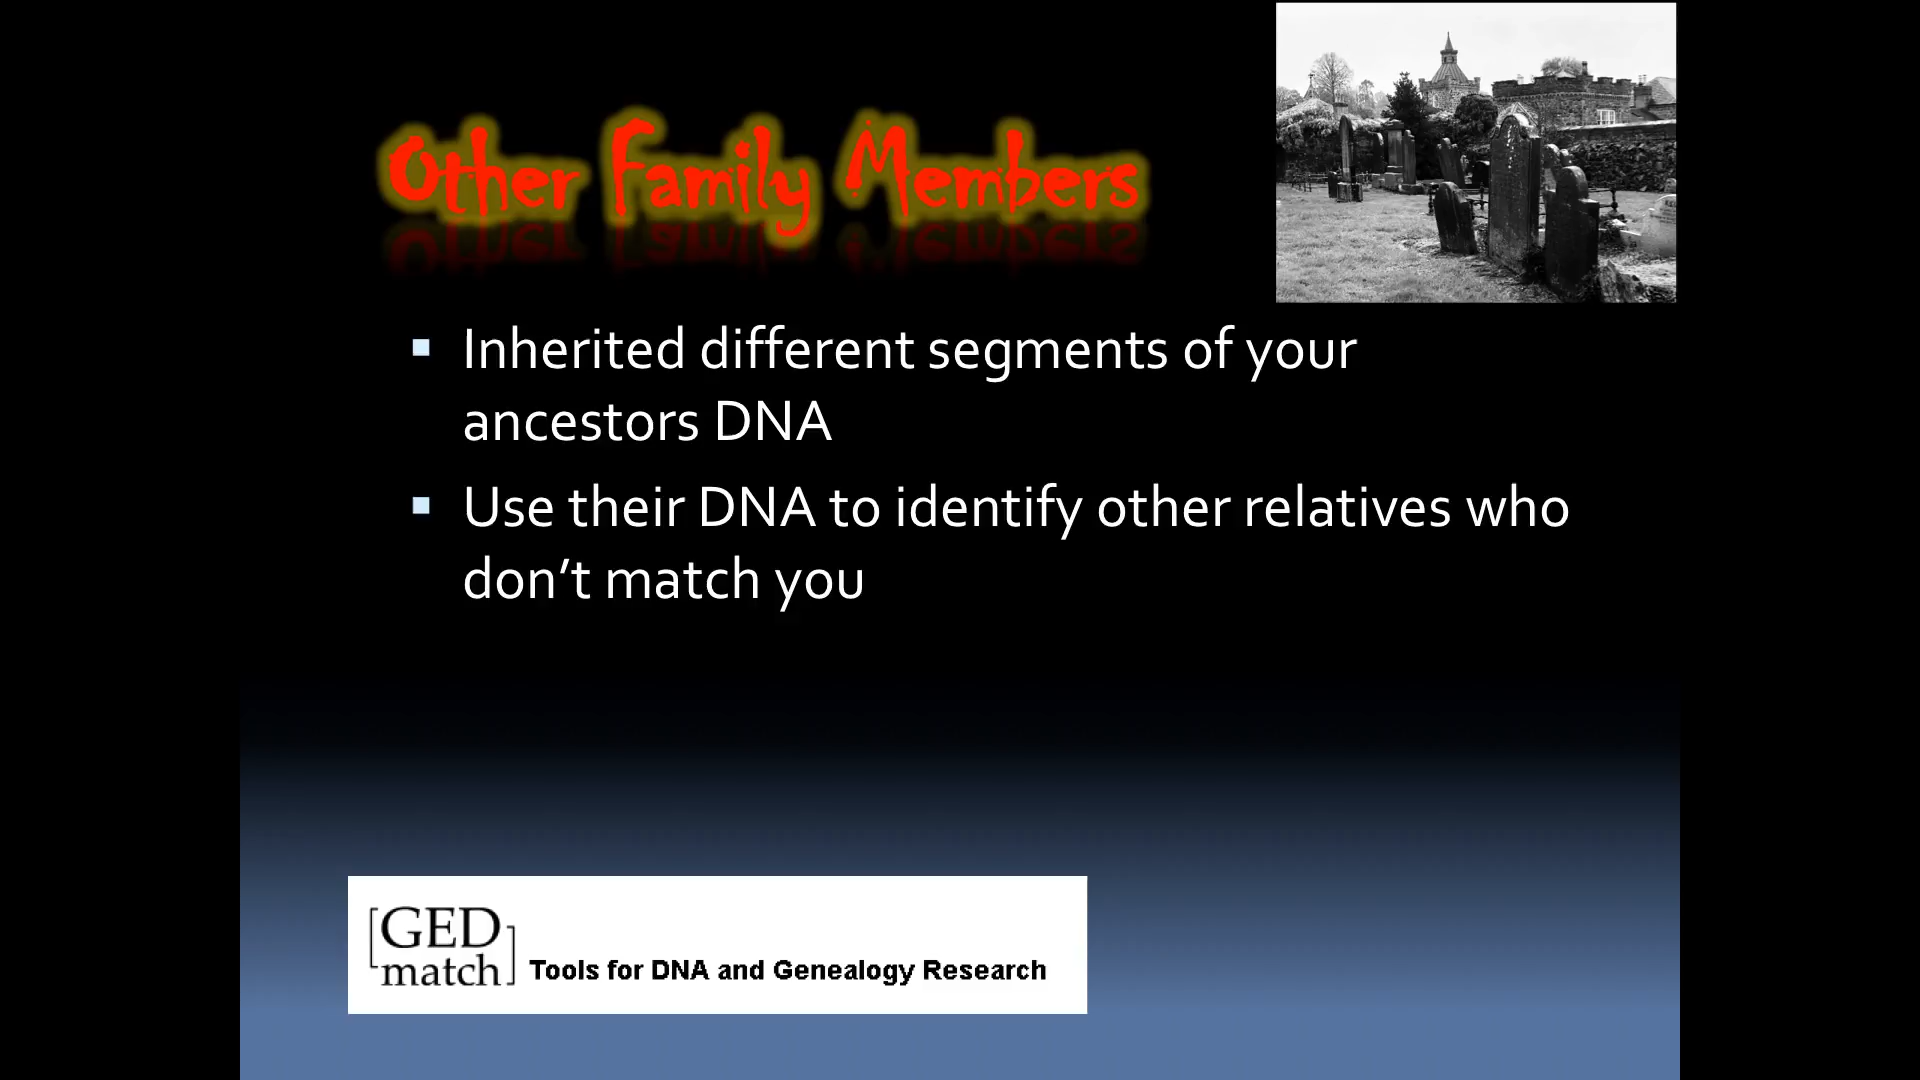 Other Family Members
Inherited different segments of your
ancestors DNA
Use their DNA to identify other relatives who
don’t match you
[GED
match] Tools for DNA and Genealogy Research